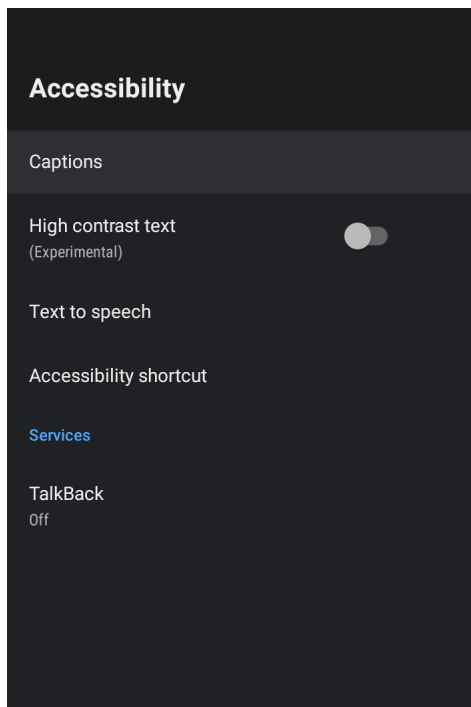 Accessibility
Captions
High contrast text
(Experimental)
Text to speech
Accessibility shortcut
Services
TalkBack
Off